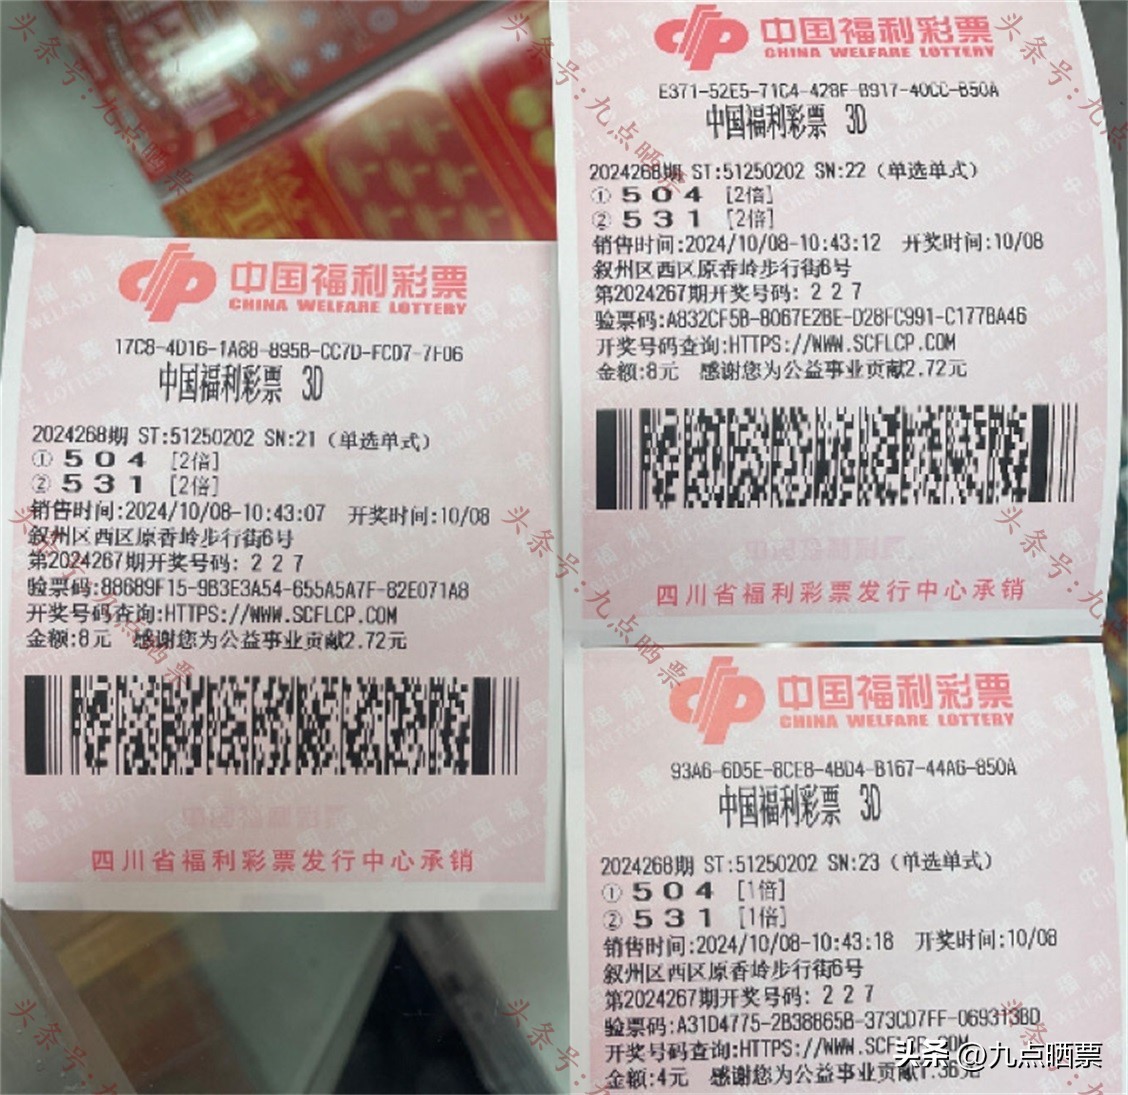 中国福利彩票
CHINA WELFARE LOTTERY
E371-52E5-71C4-428F-B917-40CC-B50A
中国福利彩票 3D
2024268期 ST:51250202 SN:22 (单选单式)
① 5 0 4 [2倍]
② 5 3 1 [2倍]
销售时间:2024/10/08-10:43:12 开奖时间:10/08
叙州区西区原香岭步行街6号
第2024267期开奖号码: 2 2 7
验票码:A832CF5B-8067E2BE-D28FC991-C177BA46
开奖号码查询:HTTPS://WWW.SCFLCP.COM
金额:8元 感谢您为公益事业贡献2.72元
四川省福利彩票发行中心承销
中国福利彩票
CHINA WELFARE LOTTERY
17C8-4D16-1A88-895B-CC7D-FCD7-7F06
中国福利彩票 3D
2024268期 ST:51250202 SN:21 (单选单式)
① 5 0 4 [2倍]
② 5 3 1 [2倍]
销售时间:2024/10/08-10:43:07 开奖时间:10/08
叙州区西区原香岭步行街6号
第2024267期开奖号码: 2 2 7
验票码:88689F15-9B3E3A54-655A5A7F-82E071A8
开奖号码查询:HTTPS://WWW.SCFLCP.COM
金额:8元 感谢您为公益事业贡献2.72元
四川省福利彩票发行中心承销
中国福利彩票
CHINA WELFARE LOTTERY
93A6-6D5E-8CE8-4BD4-B167-44A6-850A
中国福利彩票 3D
2024268期 ST:51250202 SN:23 (单选单式)
① 5 0 4 [1倍]
② 5 3 1 [1倍]
销售时间:2024/10/08-10:43:18 开奖时间:10/08
叙州区西区原香岭步行街6号
第2024267期开奖号码: 2 2 7
验票码:A31D4775-2B38865B-373CD7FF-069313BD
开奖号码查询:HTTPS://WWW.SCFLCP.COM
金额:4元 感谢您为公益事业贡献1.36元
头条 @九点晒票
头条号:九点晒票